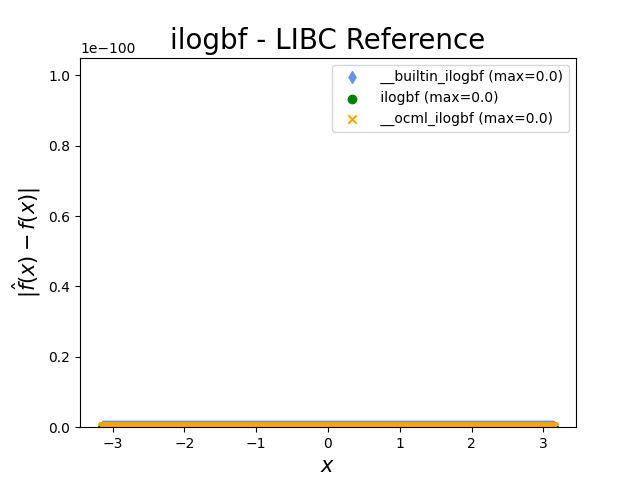 ilogbf - LIBC Reference
1e−100
1.0
0.8
0.6
0.4
0.2
0.0
|f̂(x) − f(x)|
__builtin_ilogbf (max=0.0)
ilogbf (max=0.0)
__ocml_ilogbf (max=0.0)
−3 −2 −1 0 1 2 3
x